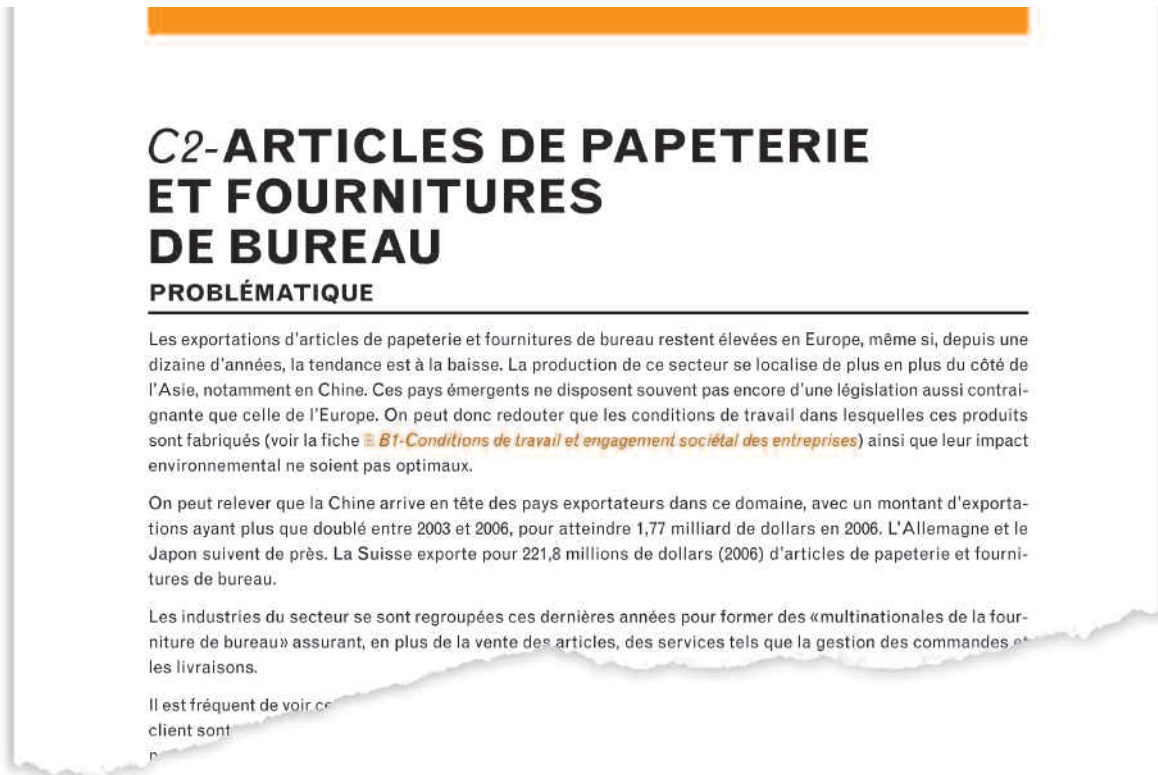 C2-ARTICLES DE PAPETERIE
ET FOURNITURES
DE BUREAU
PROBLÉMATIQUE
Les exportations d'articles de papeterie et fournitures de bureau restent élevées en Europe, même si, depuis une
dizaine d'années, la tendance est à la baisse. La production de ce secteur se localise de plus en plus du côté de
l'Asie, notamment en Chine. Ces pays émergents ne disposent souvent pas encore d'une législation aussi contrai-
gnante que celle de l'Europe. On peut donc redouter que les conditions de travail dans lesquelles ces produits
sont fabriqués (voir la fiche B1-Conditions de travail et engagement sociétal des entreprises) ainsi que leur impact
environnemental ne soient pas optimaux.
On peut relever que la Chine arrive en tête des pays exportateurs dans ce domaine, avec un montant d'exporta-
tions ayant plus que doublé entre 2003 et 2006, pour atteindre 1,77 milliard de dollars en 2006. L'Allemagne et le
Japon suivent de près. La Suisse exporte pour 221,8 millions de dollars (2006) d'articles de papeterie et fourni-
tures de bureau.
Les industries du secteur se sont regroupées ces dernières années pour former des «multinationales de la four-
niture de bureau» assurant, en plus de la vente des articles, des services tels que la gestion des commandes et
les livraisons.
Il est fréquent de voir
client sont